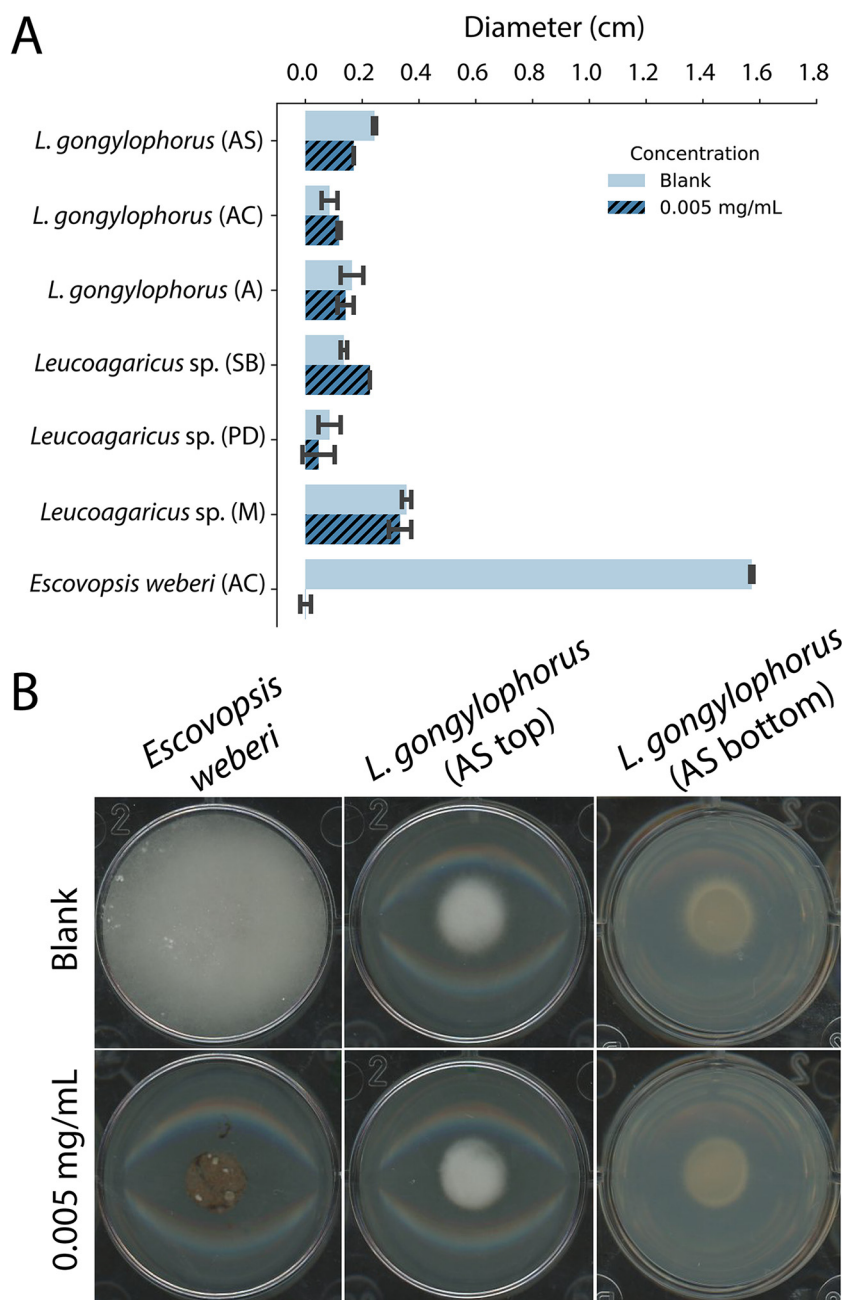 A
Diameter (cm)
0.0 0.2 0.4 0.6 0.8 1.0 1.2 1.4 1.6 1.8
L. gongylophorus (AS)
Concentration
Blank
0.005 mg/mL
L. gongylophorus (AC)
L. gongylophorus (A)
Leucoagaricus sp. (SB)
Leucoagaricus sp. (PD)
Leucoagaricus sp. (M)
Escovopsis weberi (AC)
B
Escovopsis
weberi
L. gongylophorus
(AS top)
L. gongylophorus
(AS bottom)
Blank
2
2
2
0.005 mg/mL
2
2